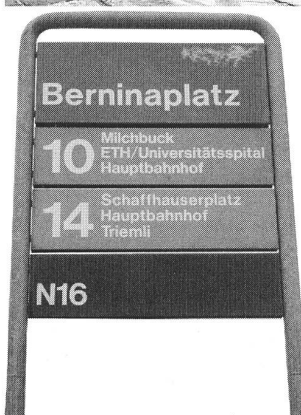 Berninaplatz
10
Milchbuck
ETH/Universitätsspital
Hauptbahnhof
14
Schaffhauserplatz
Hauptbahnhof
Triemli
N16